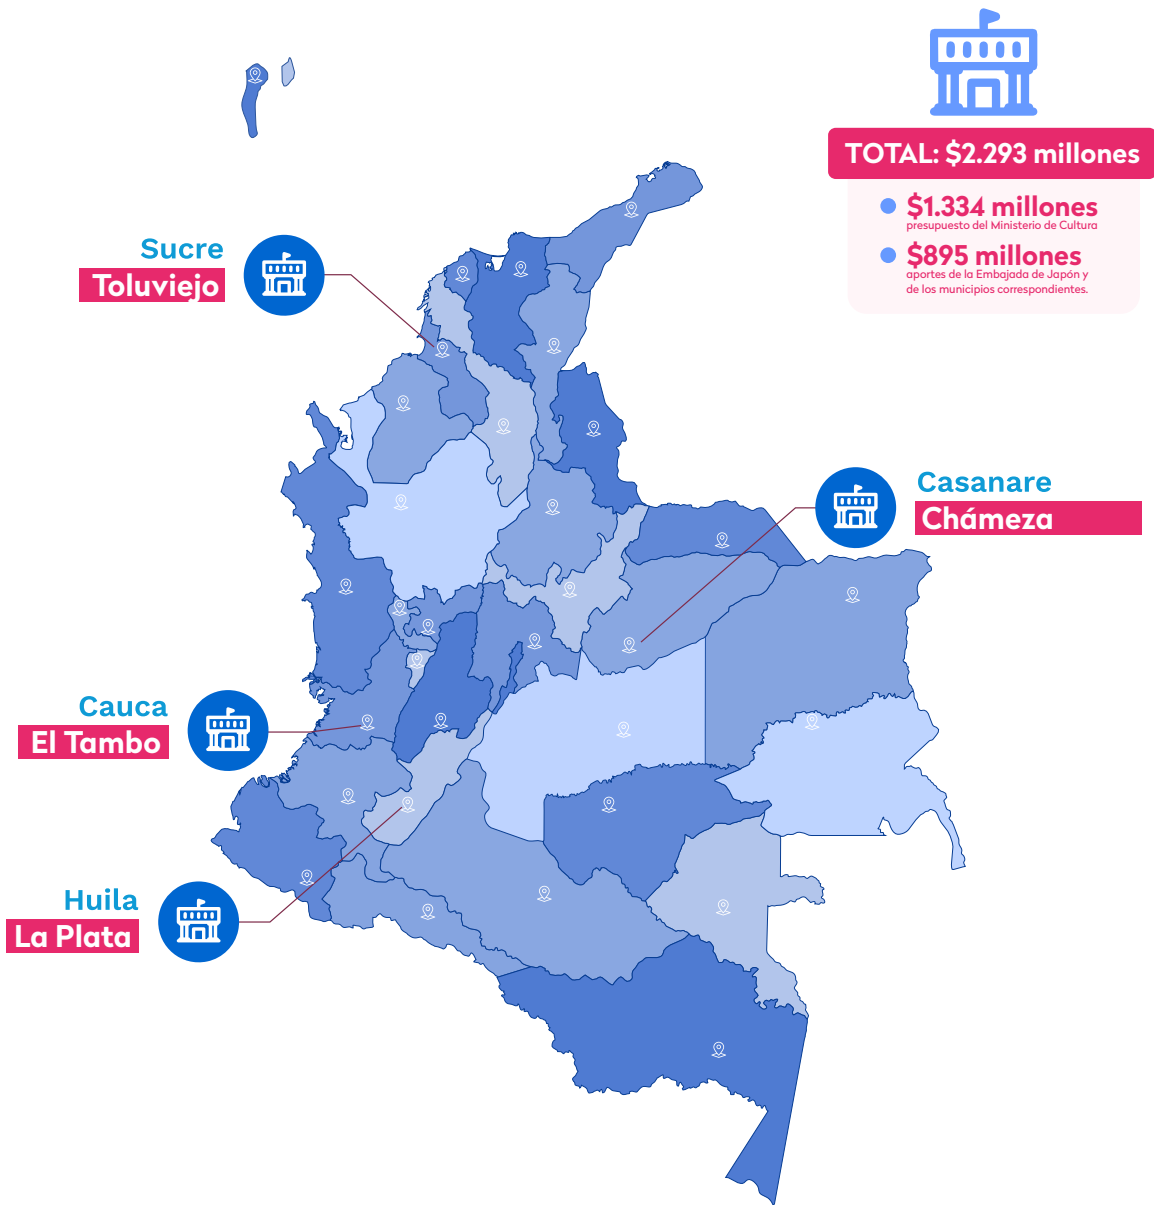 TOTAL: $2.293 millones
$1.334 millones
presupuesto del Ministerio de Cultura
$895 millones
aportes de la Embajada de Japón y
de los municipios correspondientes.
Sucre
Toluviejo
Casanare
Chámeza
Cauca
El Tambo
Huila
La Plata